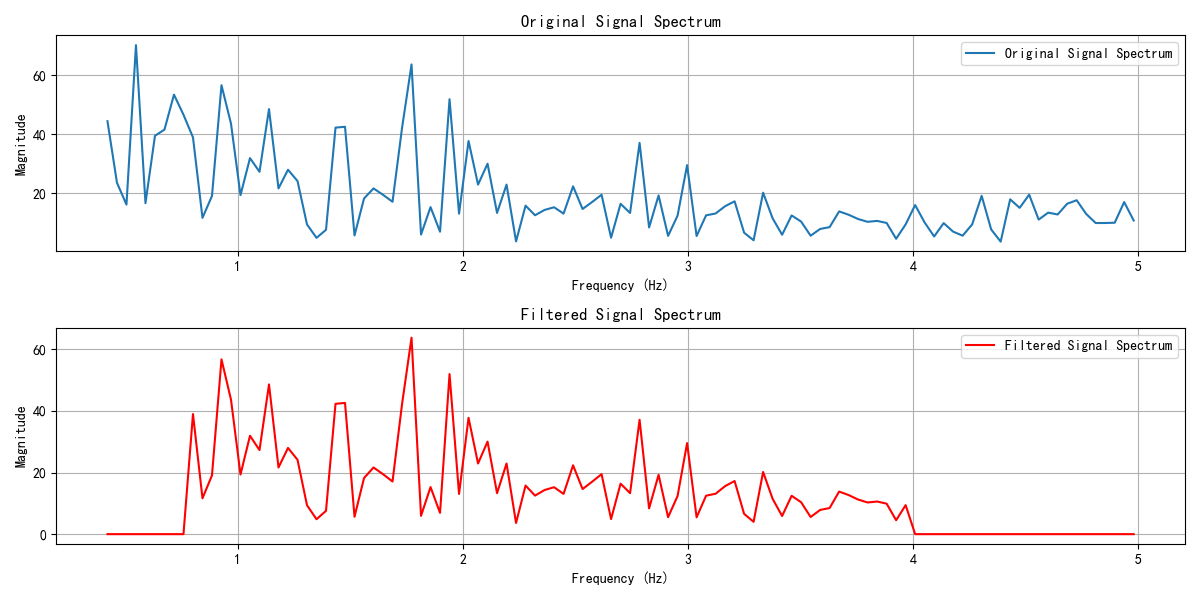 Original Signal Spectrum
Original Signal Spectrum
Magnitude
60
40
20
1 2 3 4 5
Frequency (Hz)
Filtered Signal Spectrum
Filtered Signal Spectrum
Magnitude
60
40
20
0
1 2 3 4 5
Frequency (Hz)